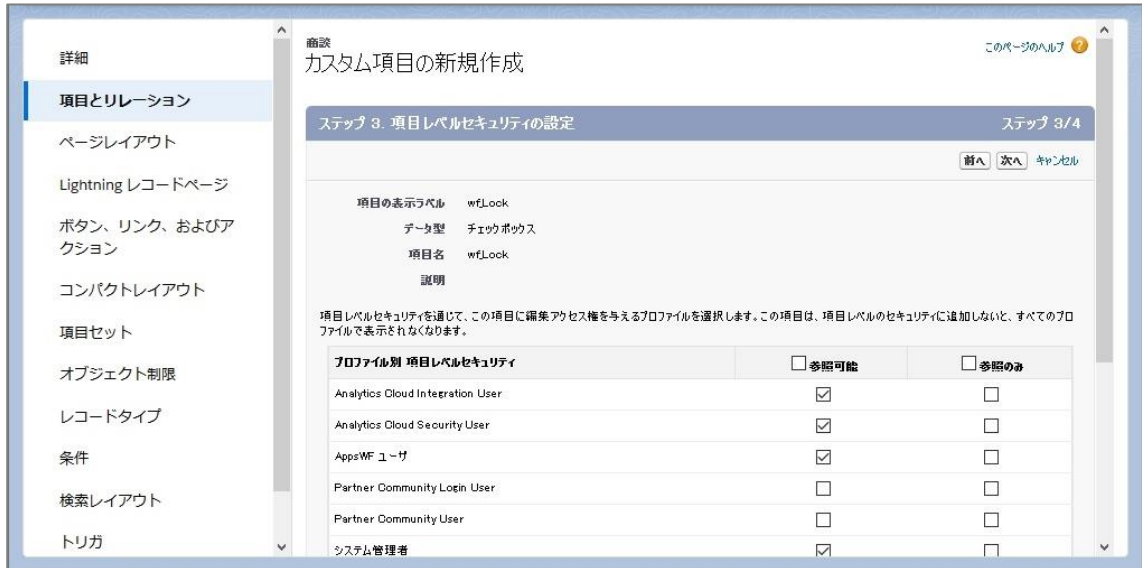 詳細
項目とリレーション
ページレイアウト
Lightning レコードページ
ボタン、リンク、およびア
クション
コンパクトレイアウト
項目セット
オブジェクト制限
レコードタイプ
条件
検索レイアウト
トリガ
商談
カスタム項目の新規作成
このページのヘルプ
ステップ 3. 項目レベルセキュリティの設定 ステップ 3/4
前へ 次へ キャンセル
項目の表示ラベル wf_Lock
データ型 チェックボックス
項目名 wf_Lock
説明
項目レベルセキュリティを通じて、この項目に編集アクセス権を与えるプロファイルを選択します。この項目は、項目レベルのセキュリティに追加しないと、すべてのプロ
ファイルで表示されなくなります。
プロファイル別 項目レベルセキュリティ 参照可能 参照のみ
Analytics Cloud Integration User
Analytics Cloud Security User
AppsWF ユーザ
Partner Community Login User
Partner Community User
システム管理者